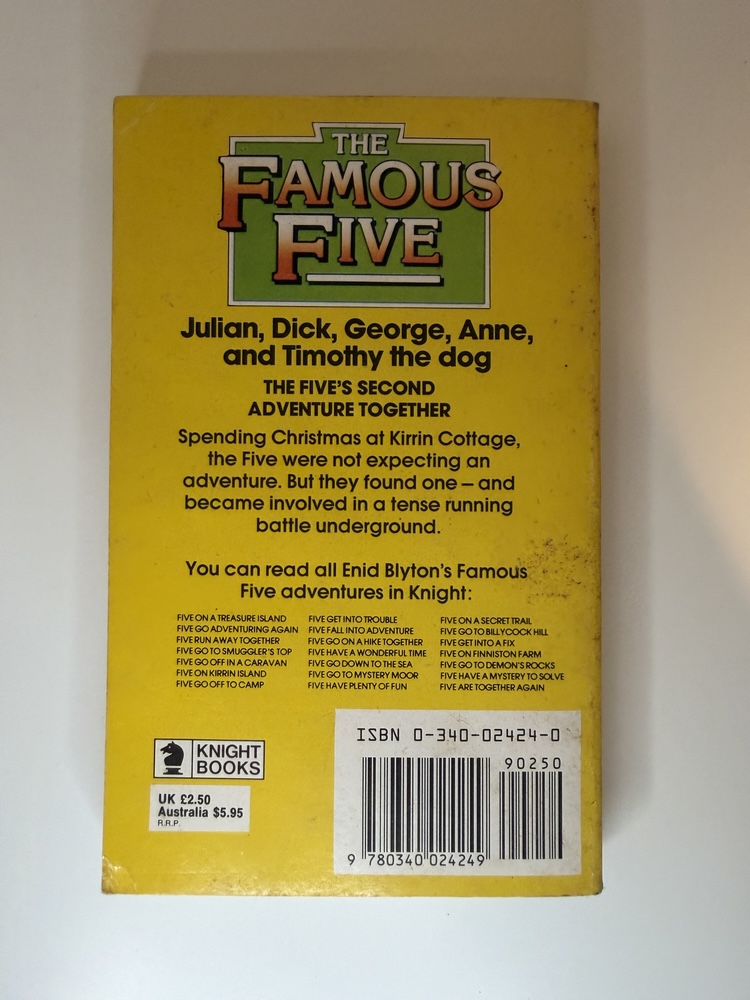 THE
FAMOUS
FIVE
Julian, Dick, George, Anne,
and Timothy the dog
THE FIVE'S SECOND
ADVENTURE TOGETHER
Spending Christmas at Kirrin Cottage,
the Five were not expecting an
adventure. But they found one – and
became involved in a tense running
battle underground.
You can read all Enid Blyton's Famous
Five adventures in Knight:
FIVE ON A TREASURE ISLAND
FIVE GO ADVENTURING AGAIN
FIVE RUN AWAY TOGETHER
FIVE GO TO SMUGGLER'S TOP
FIVE GO OFF IN A CARAVAN
FIVE ON KIRRIN ISLAND
FIVE GO OFF TO CAMP
FIVE GET INTO TROUBLE
FIVE FALL INTO ADVENTURE
FIVE GO ON A HIKE TOGETHER
FIVE HAVE A WONDERFUL TIME
FIVE GO DOWN TO THE SEA
FIVE GO TO MYSTERY MOOR
FIVE HAVE PLENTY OF FUN
FIVE ON A SECRET TRAIL
FIVE GO TO BILLYCOCK HILL
FIVE GET INTO A FIX
FIVE ON FINNISTON FARM
FIVE GO TO DEMON'S ROCKS
FIVE HAVE A MYSTERY TO SOLVE
FIVE ARE TOGETHER AGAIN
KNIGHT
BOOKS
UK £2.50
Australia $5.95
R.R.P.
ISBN 0-340-02424-0
90250
9 780340 024249